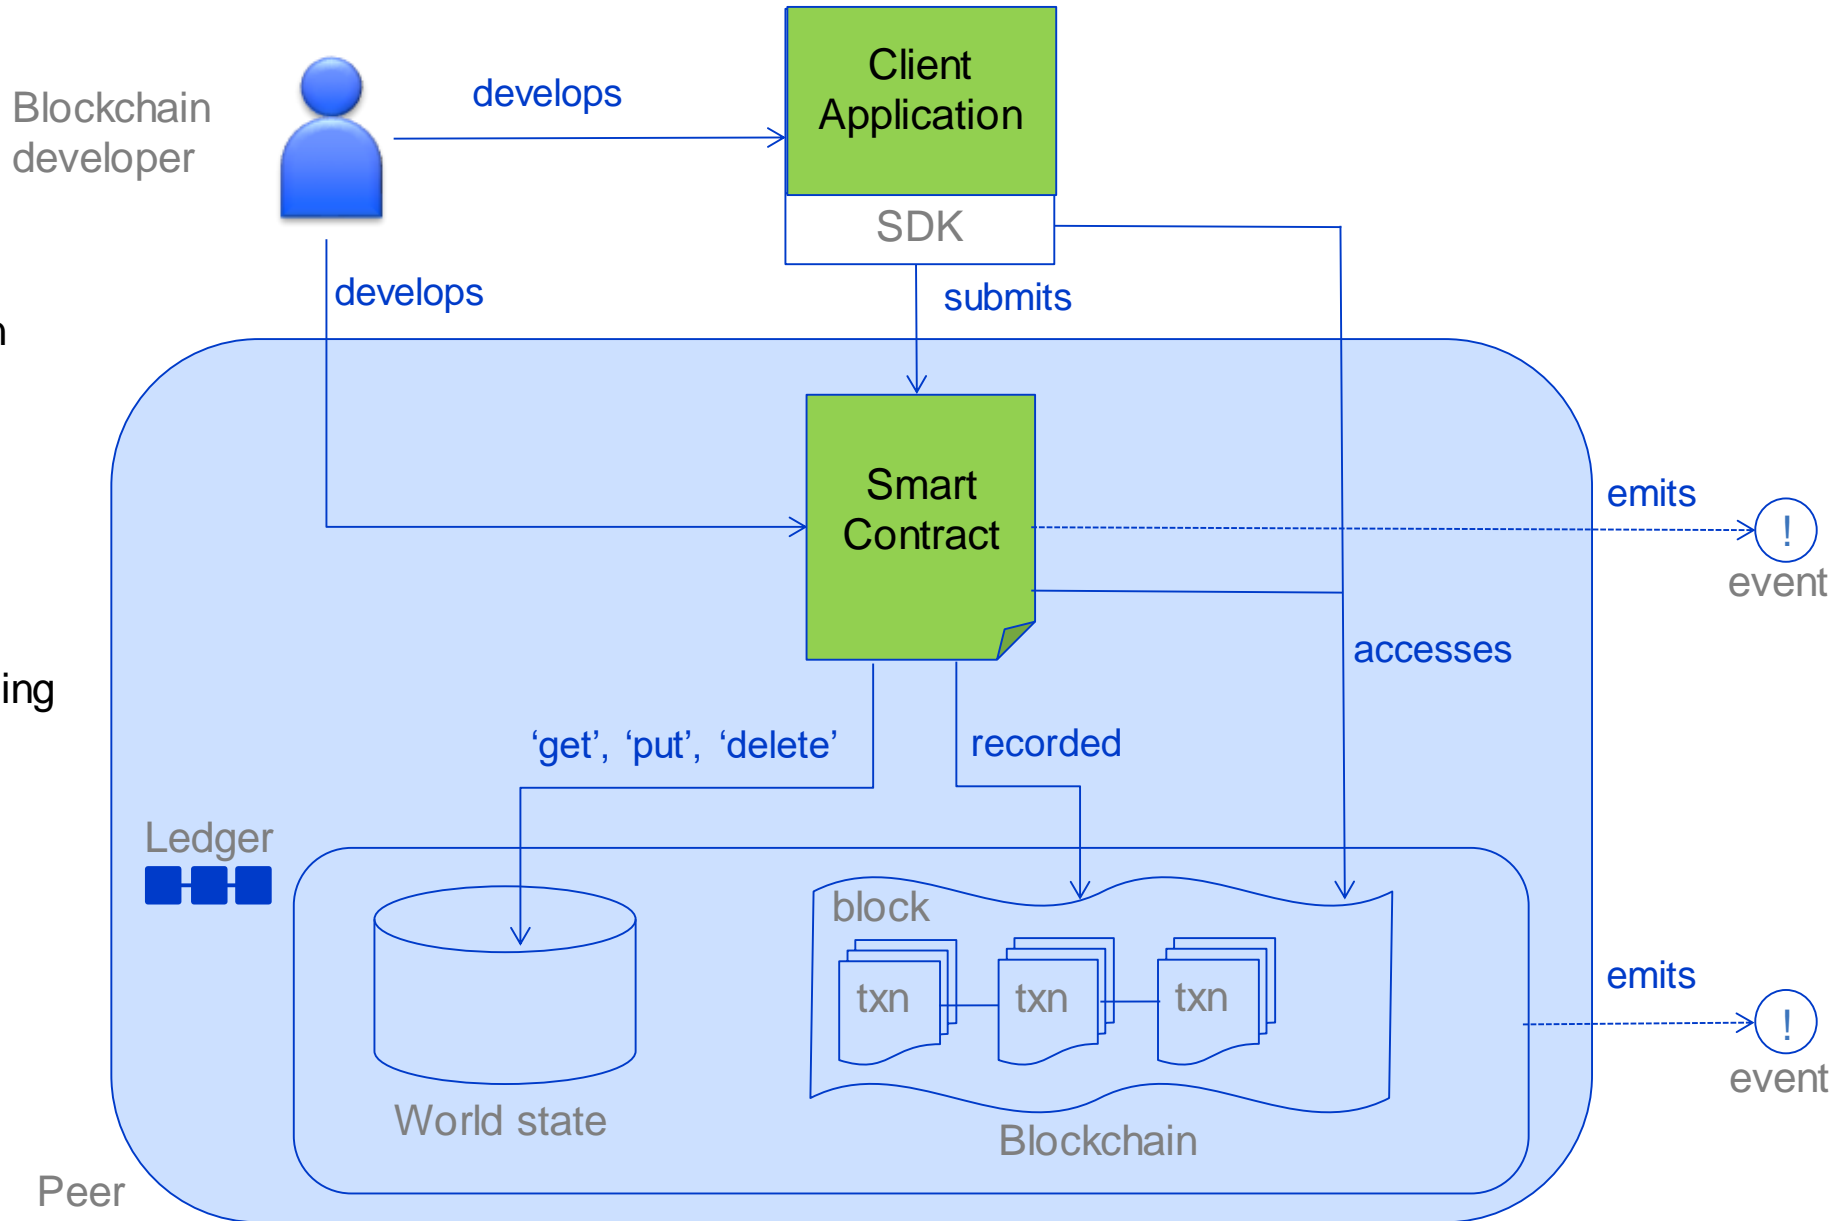 Client
Application
develops
Blockchain
developer
SDK
develops
submits
n
Smart
Contract
emits
!
event
accesses
ing
‘get’, ‘put’, ‘delete’
recorded
Ledger
block
txn
txn
txn
emits
!
event
World state
Blockchain
Peer